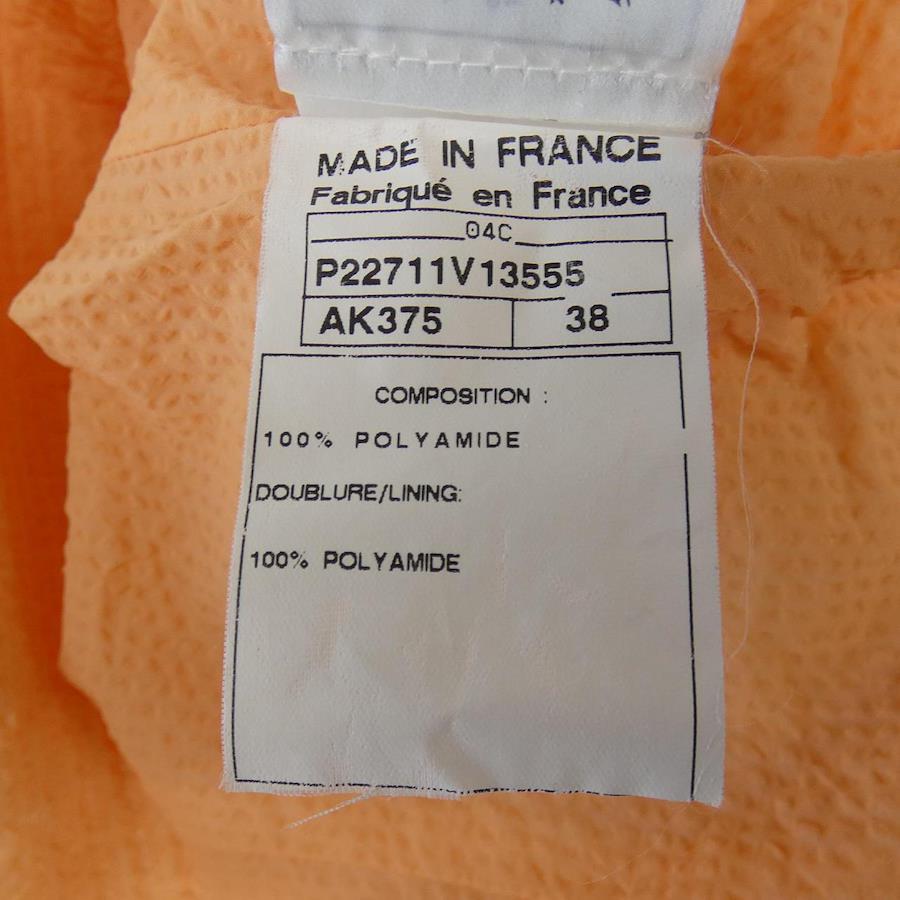 MADE IN FRANCE
Fabriqué en France
04C
P22711V13555
AK375 38
COMPOSITION :
100% POLYAMIDE
DOUBLURE/LINING:
100% POLYAMIDE